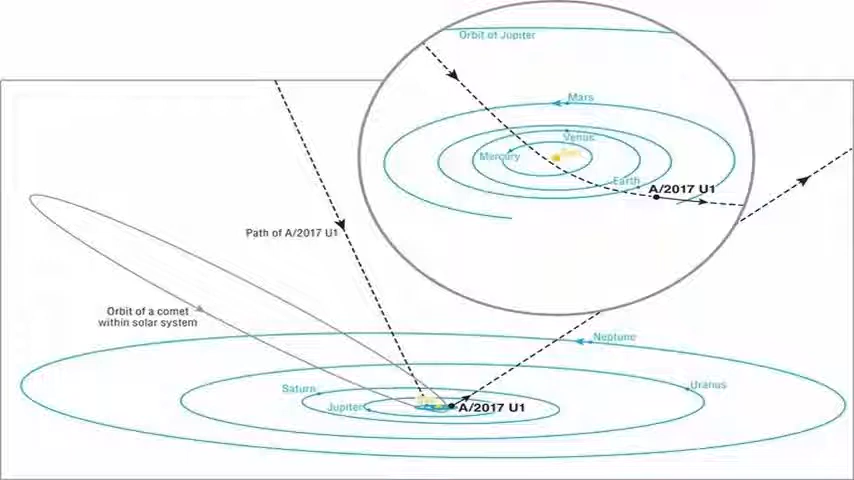 Orbit of Jupiter
Mars
Venus
Sun
Mercury
Earth
A/2017 U1
Path of A/2017 U1
Orbit of a comet
within solar system
Neptune
Uranus
Saturn
Jupiter
A/2017 U1